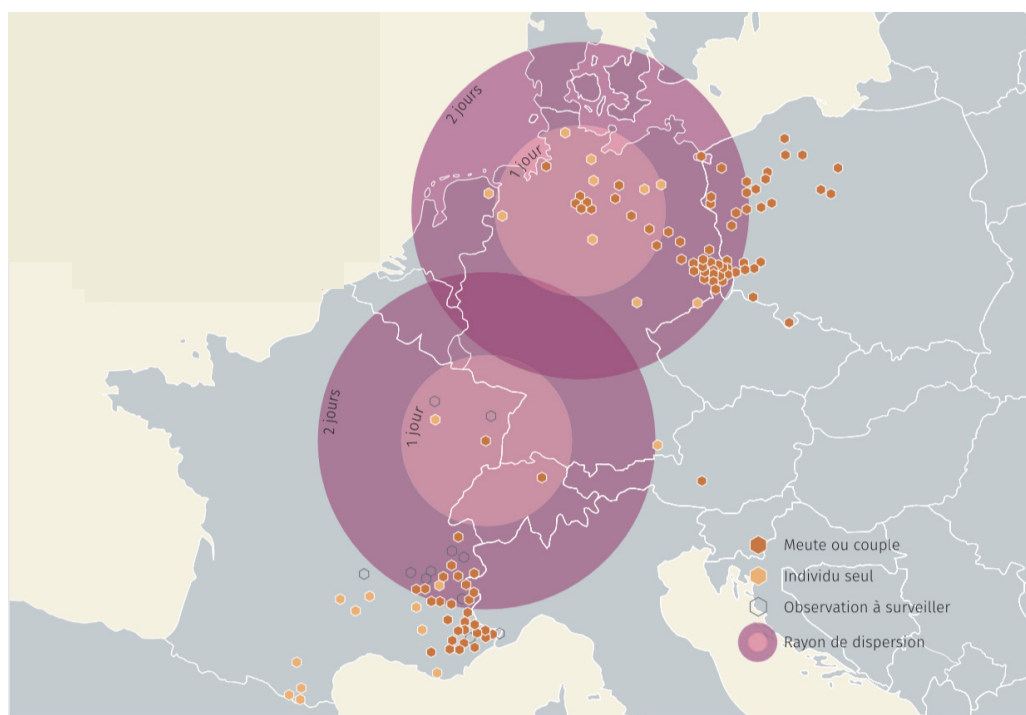 2 jours
1 jour
2 jours
1 jour
Meute ou couple
Individu seul
Observation à surveiller
Rayon de dispersion